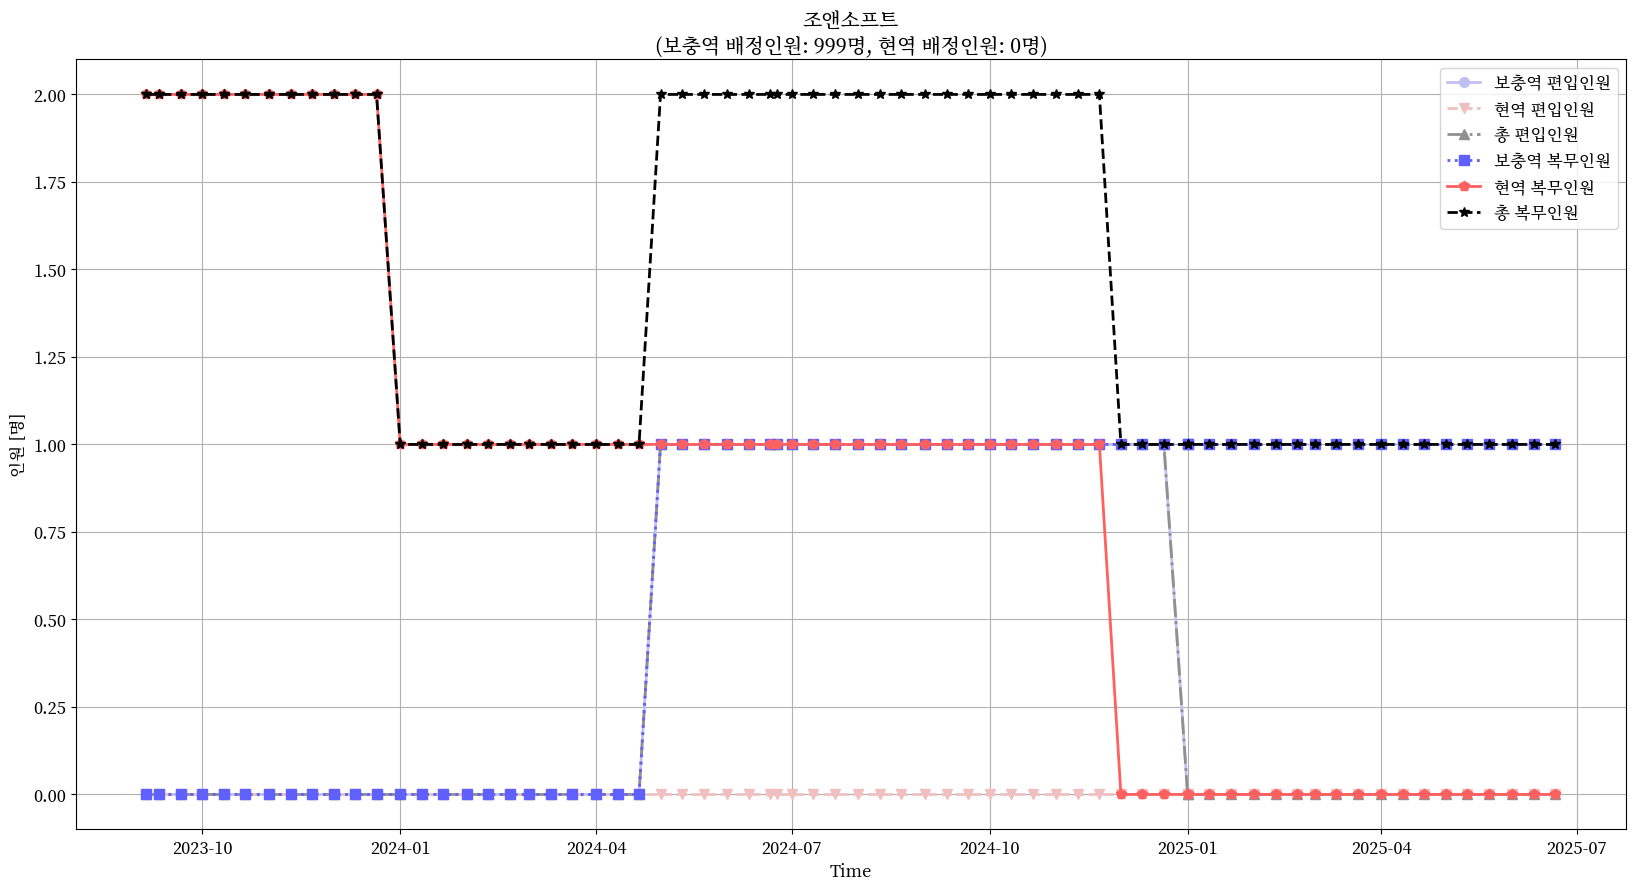 조앤소프트
(보충역 배정인원: 999명, 현역 배정인원: 0명)
보충역 편입인원
현역 편입인원
총 편입인원
보충역 복무인원
현역 복무인원
총 복무인원
인원 [명]
2.00
1.75
1.50
1.25
1.00
0.75
0.50
0.25
0.00
2023-10 2024-01 2024-04 2024-07 2024-10 2025-01 2025-04 2025-07
Time